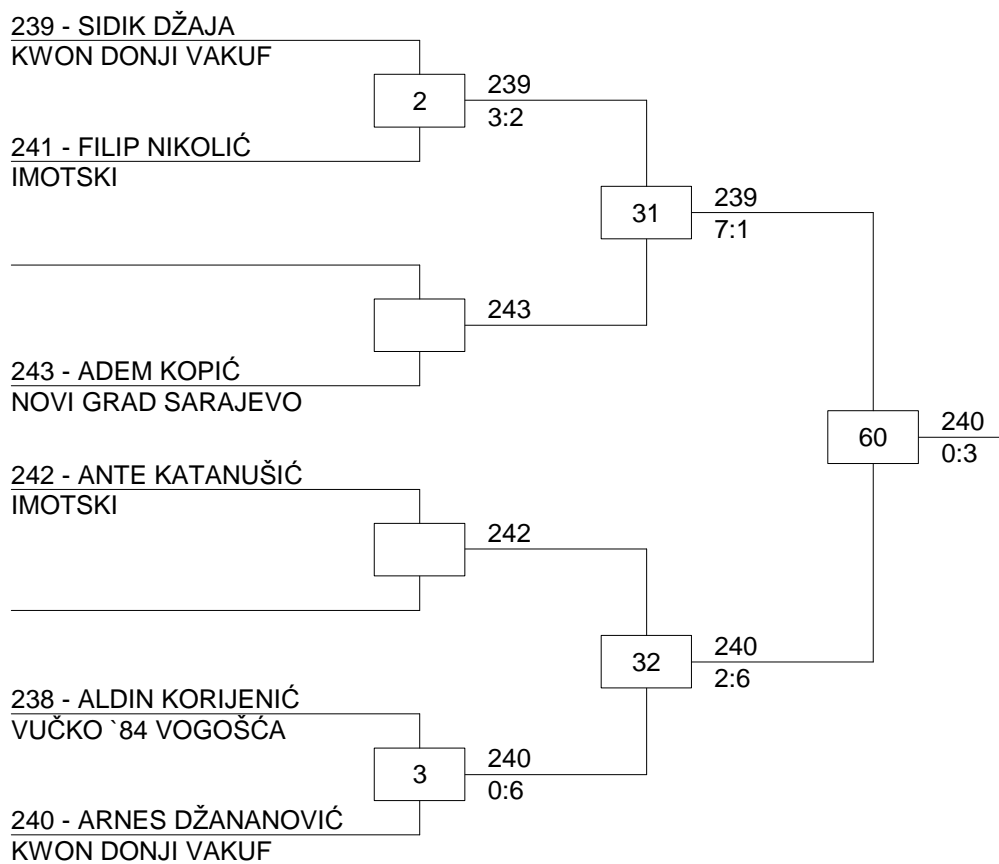 239 - SIDIK DŽAJA
KWON DONJI VAKUF
2
239
3:2
241 - FILIP NIKOLIĆ
IMOTSKI
31
239
7:1
243
243 - ADEM KOPIĆ
NOVI GRAD SARAJEVO
60
240
0:3
242 - ANTE KATANUŠIĆ
IMOTSKI
242
32
240
2:6
238 - ALDIN KORIJENIĆ
VUČKO `84 VOGOŠĆA
3
240
0:6
240 - ARNES DŽANANOVIĆ
KWON DONJI VAKUF